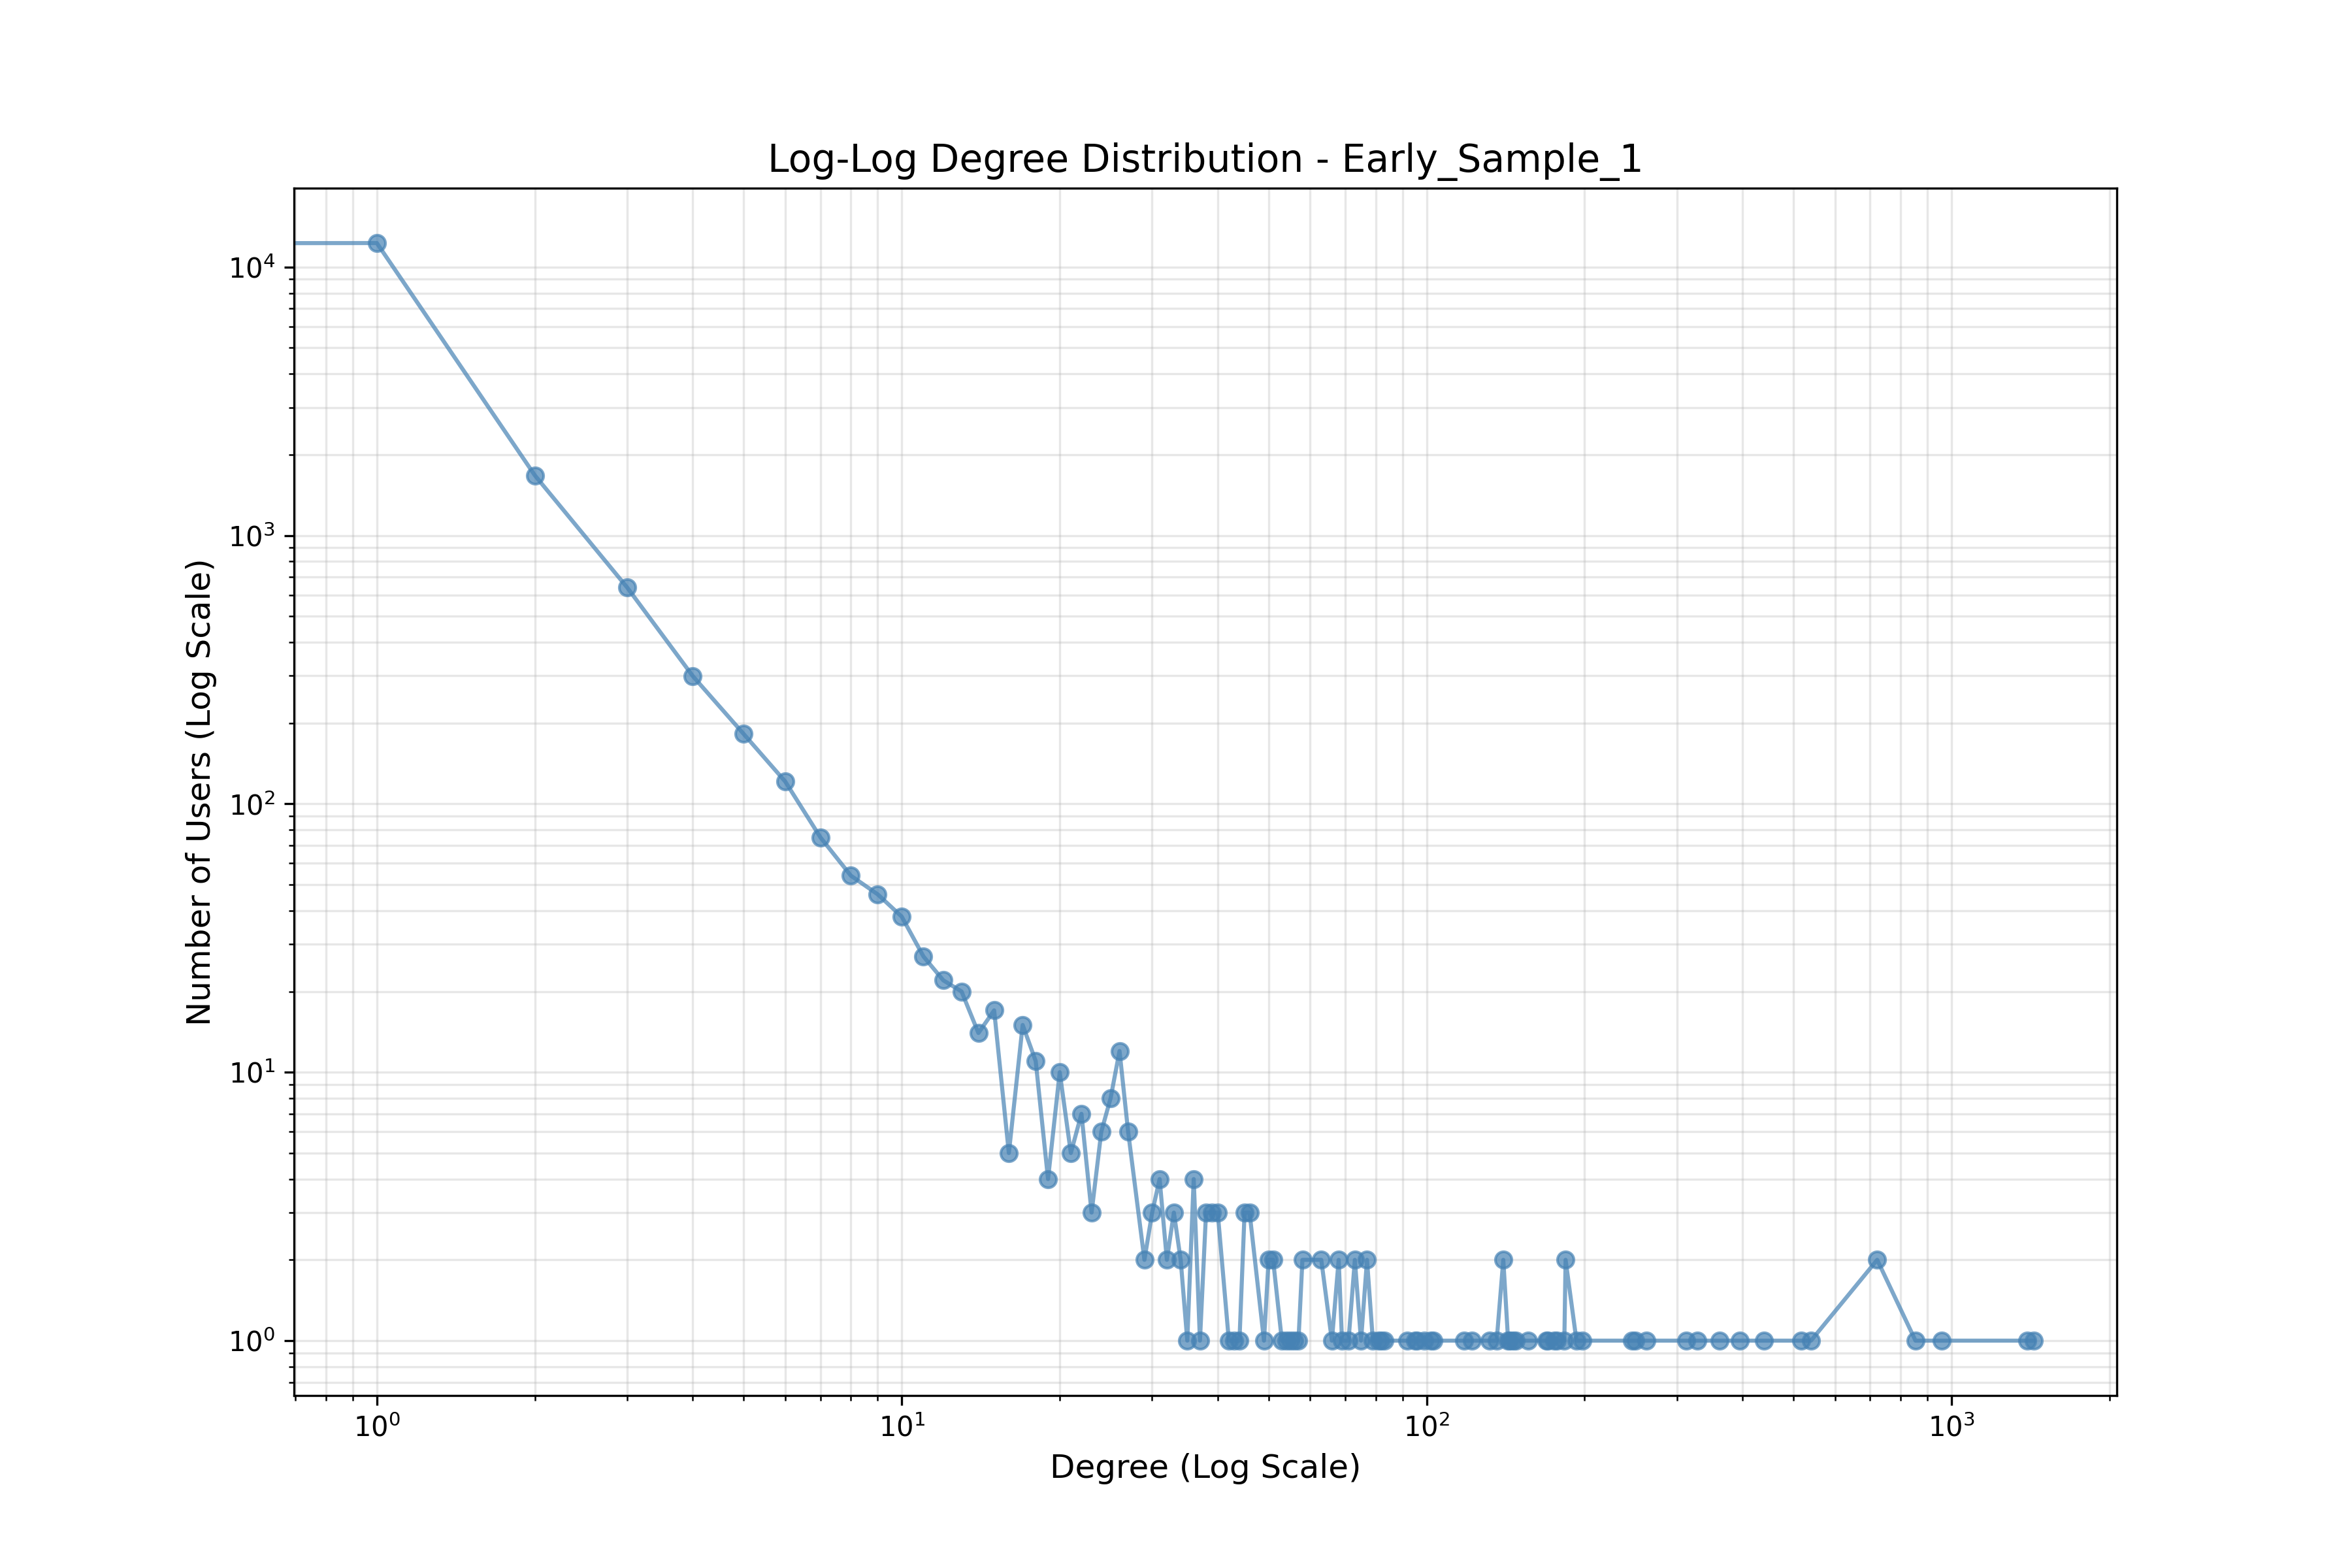 Log-Log Degree Distribution - Early_Sample_1
Number of Users (Log Scale)
10⁴
10³
10²
10¹
10⁰
10⁰ 10¹ 10² 10³
Degree (Log Scale)